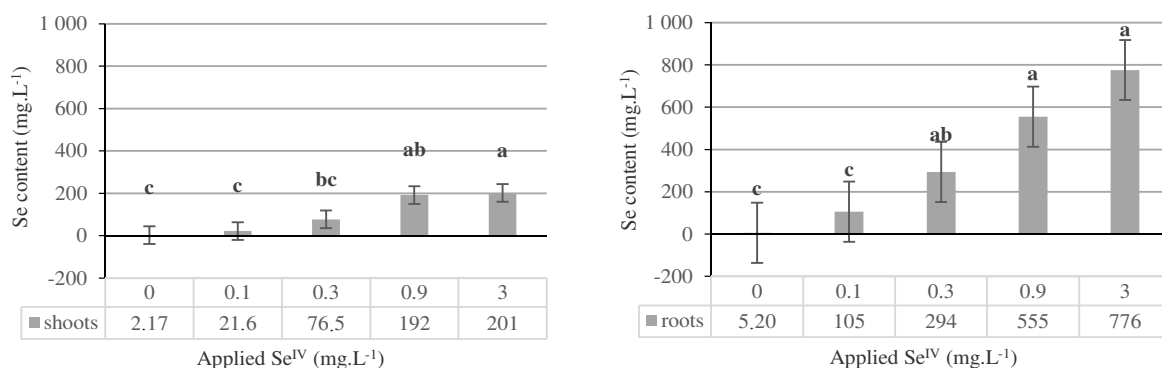 1 000
800
600
400
200
0
-200
Se content (mg.L-1)
c
c
bc
ab
a
0 0.1 0.3 0.9 3
shoots 2.17 21.6 76.5 192 201
Applied SeIV (mg.L-1)
1 000
800
600
400
200
0
-200
Se content (mg.L-1)
c
c
ab
a
a
0 0.1 0.3 0.9 3
roots 5.20 105 294 555 776
Applied SeIV (mg.L-1)